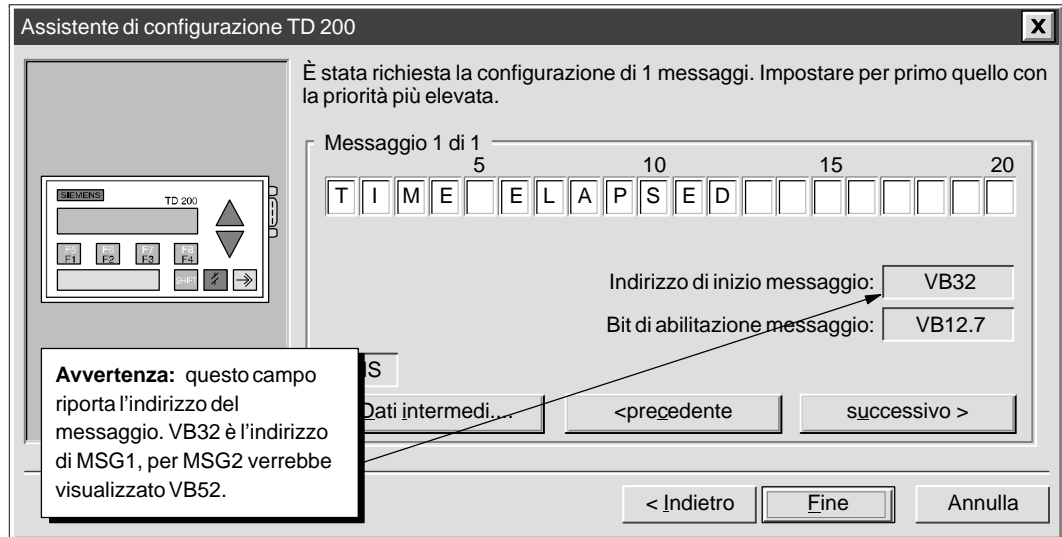 Assistente di configurazione TD 200
X
È stata richiesta la configurazione di 1 messaggi. Impostare per primo quello con
la priorità più elevata.
Messaggio 1 di 1
5 10 15 20
T I M E E L A P S E D
SIEMENS
TD 200
F5 F6 F7 F8
F1 F2 F3 F4
SHIFT
Indirizzo di inizio messaggio: VB32
Bit di abilitazione messaggio: VB12.7
IS
Avvertenza: questo campo
riporta l'indirizzo del
messaggio. VB32 è l'indirizzo
di MSG1, per MSG2 verrebbe
visualizzato VB52.
Dati intermedi....
<precedente
successivo >
< Indietro
Fine
Annulla